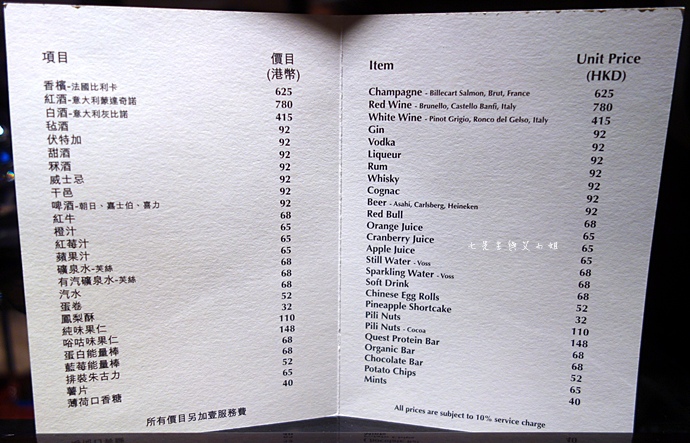 項目 價目
(港幣)
香檳-法國比利卡 625
紅酒-意大利蒙達奇諾 780
白酒-意大利灰比諾 415
毡酒 92
伏特加 92
甜酒 92
冧酒 92
威士忌 92
干邑 92
啤酒-朝日、嘉士伯、喜力 92
紅牛 68
橙汁 65
紅莓汁 65
蘋果汁 65
礦泉水-芙絲 68
有汽礦泉水-芙絲 68
汽水 68
蛋卷 52
鳳梨酥 32
純味果仁 110
咯咕味果仁 148
蛋白能量棒 68
藍莓能量棒 68
排裝朱古力 52
薯片 65
薄荷口香糖 40
所有價目另加壹服務費
Item Unit Price
(HKD)
Champagne - Billecart Salmon, Brut, France 625
Red Wine - Brunello, Castello Banfi, Italy 780
White Wine - Pinot Grigio, Ronco del Gelso, Italy 415
Gin 92
Vodka 92
Liqueur 92
Rum 92
Whisky 92
Cognac 92
Beer - Asahi, Carlsberg, Heineken 92
Red Bull 68
Orange Juice 65
Cranberry Juice 65
Apple Juice 65
Still Water - Voss 68
Sparkling Water - Voss 68
Soft Drink 68
Chinese Egg Rolls 52
Pineapple Shortcake 32
Pili Nuts 110
Pili Nuts - Cocoa 148
Quest Protein Bar 68
Organic Bar 68
Chocolate Bar 52
Potato Chips 65
Mints 40
All prices are subject to 10% service charge